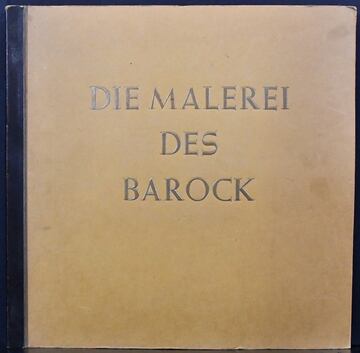 DIE MALEREI
DES
BAROCK